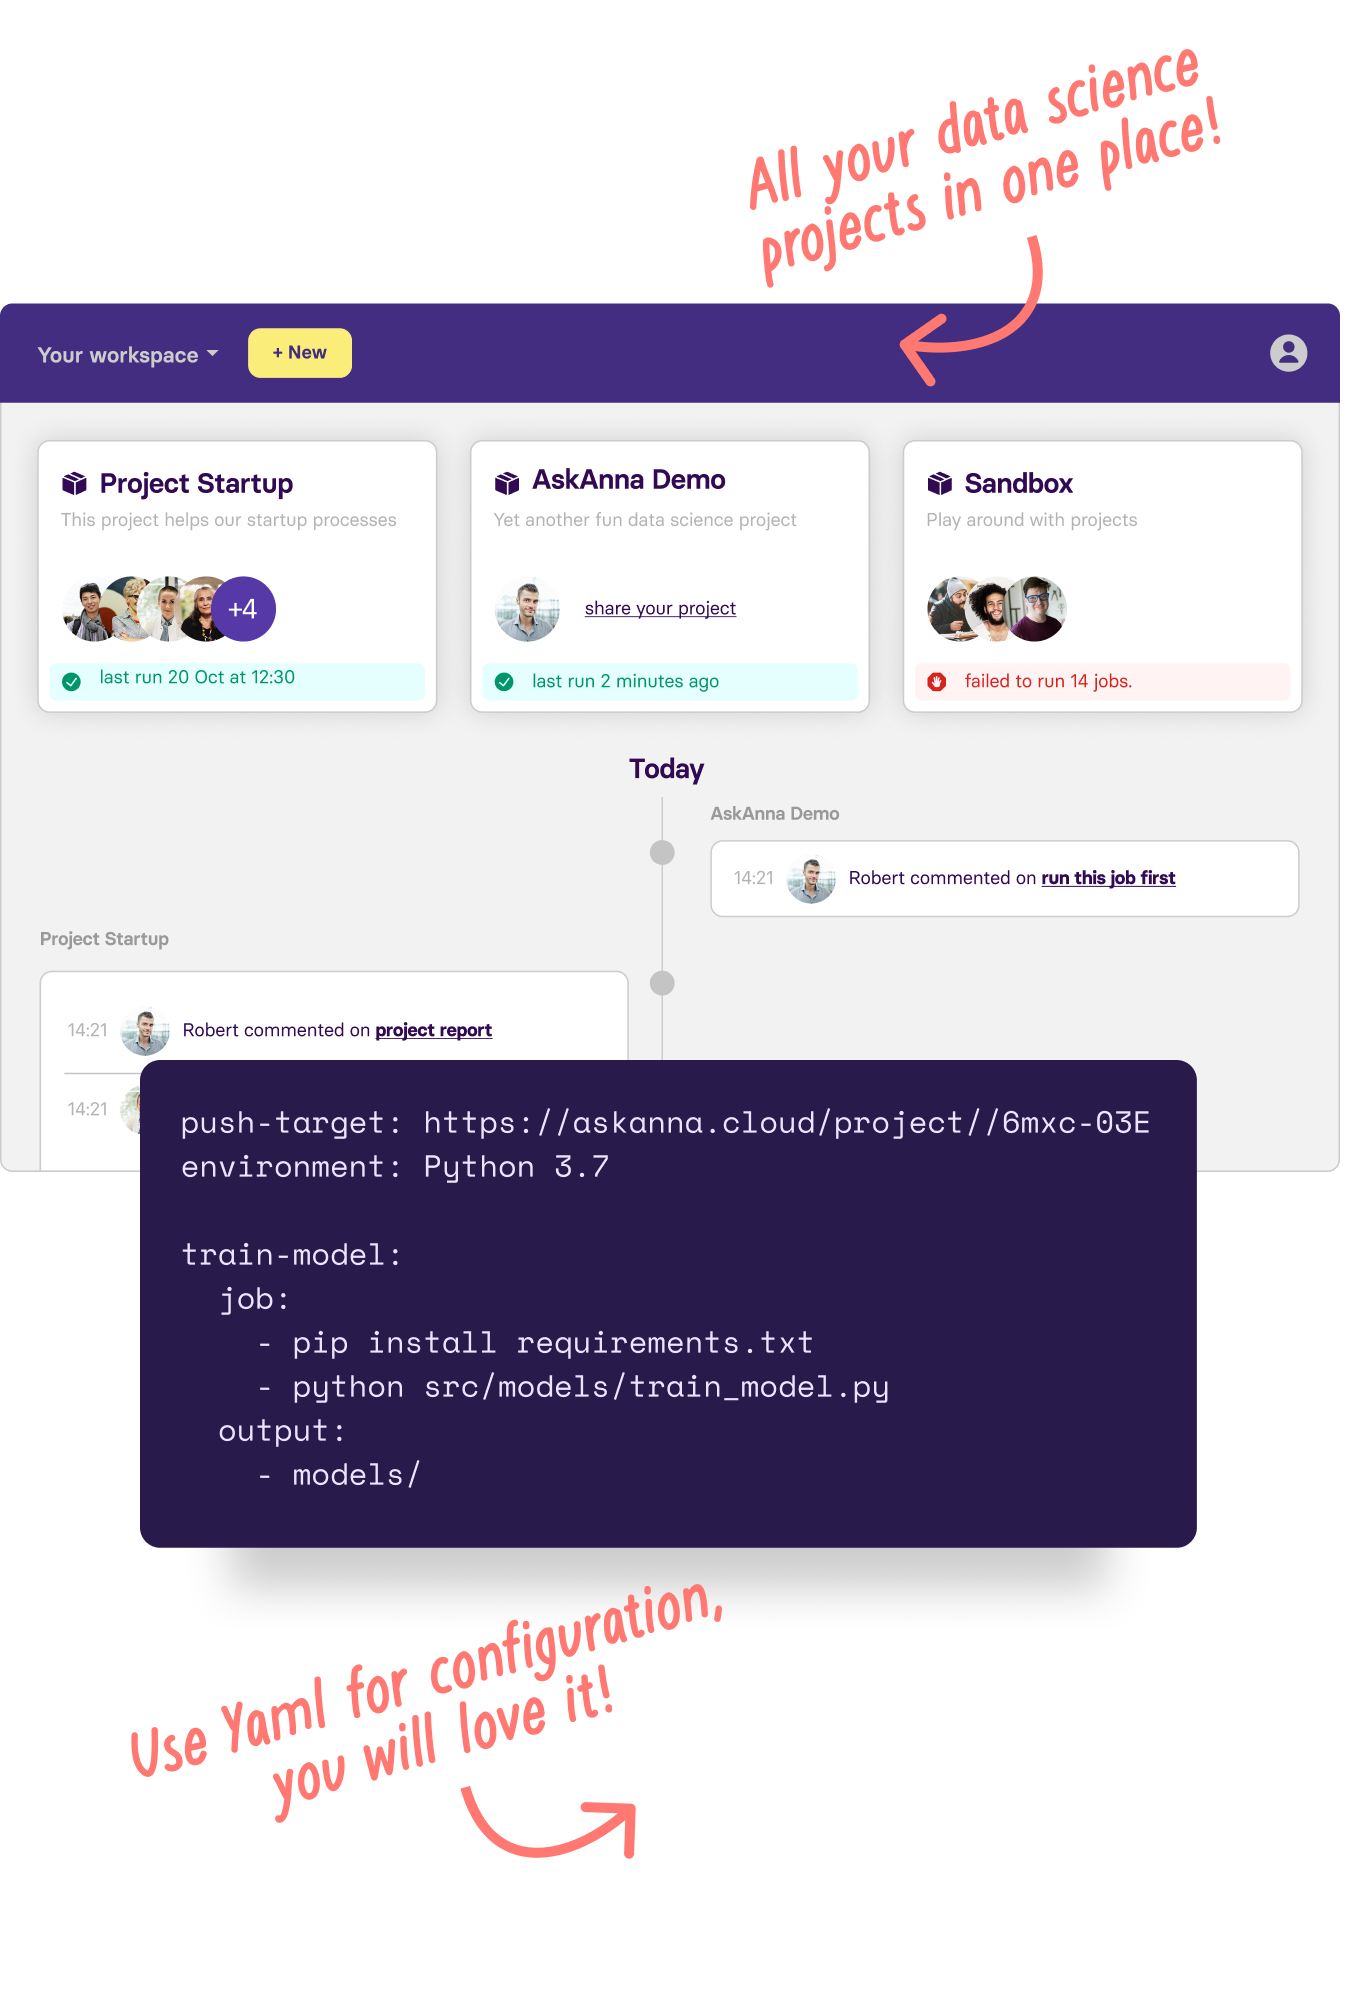 All your data science
projects in one place!
Your workspace
+ New
Project Startup
This project helps our startup processes
+4
last run 20 Oct at 12:30
AskAnna Demo
Yet another fun data science project
share your project
last run 2 minutes ago
Sandbox
Play around with projects
failed to run 14 jobs.
Today
AskAnna Demo
14:21 Robert commented on run this job first
Project Startup
14:21 Robert commented on project report
14:21
push-target: https://askanna.cloud/project//6mxc-03E
environment: Python 3.7
train-model:
job:
- pip install requirements.txt
- python src/models/train_model.py
output:
- models/
Use Yaml for configuration,
you will love it!